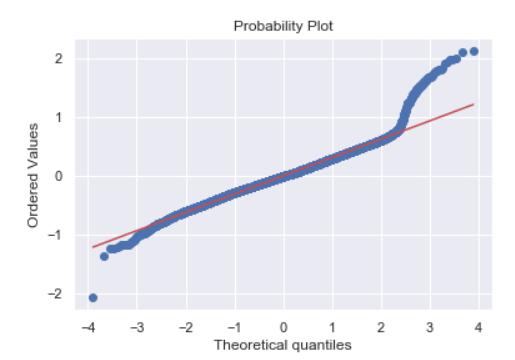 Probability Plot
2
1
0
−1
−2
Ordered Values
−4 −3 −2 −1 0 1 2 3 4
Theoretical quantiles